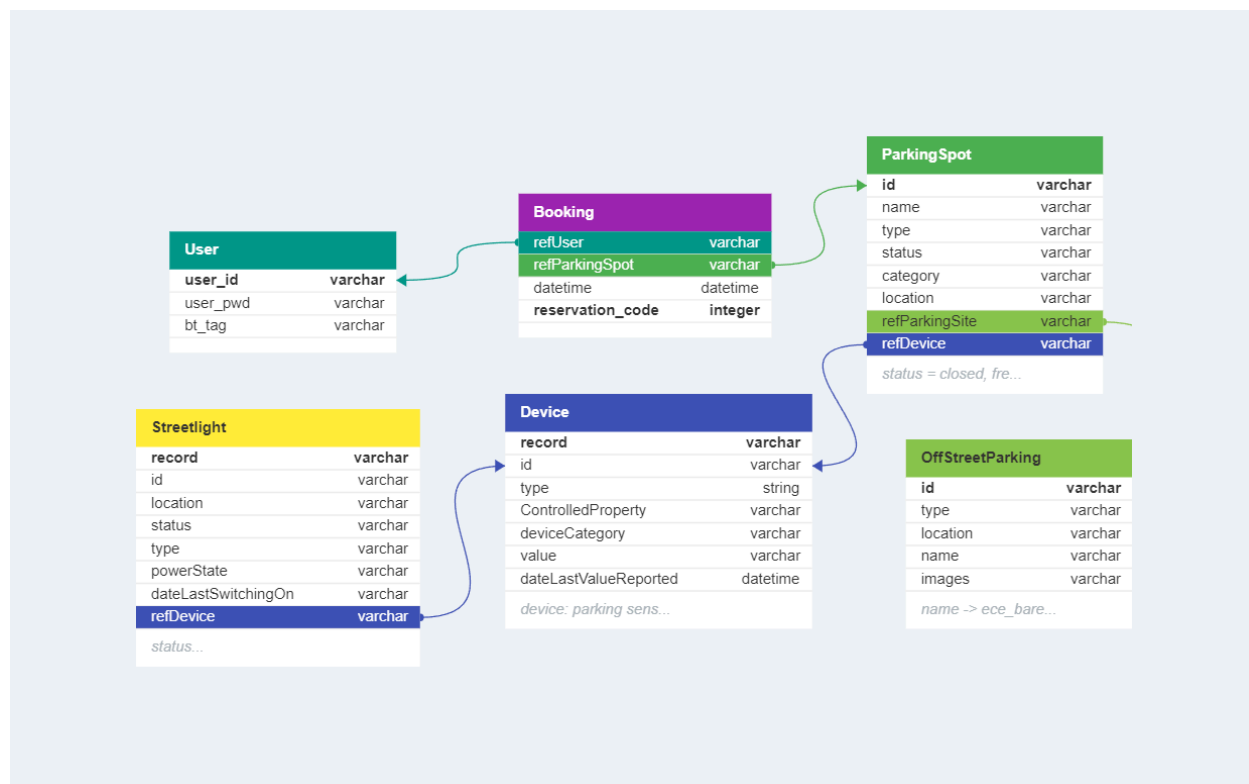 User
user_id varchar
user_pwd varchar
bt_tag varchar
Booking
refUser varchar
refParkingSpot varchar
datetime datetime
reservation_code integer
ParkingSpot
id varchar
name varchar
type varchar
status varchar
category varchar
location varchar
refParkingSite varchar
refDevice varchar
status = closed, fre...
Streetlight
record varchar
id varchar
location varchar
status varchar
type varchar
powerState varchar
dateLastSwitchingOn varchar
refDevice varchar
status...
Device
record varchar
id varchar
type string
ControlledProperty varchar
deviceCategory varchar
value varchar
dateLastValueReported datetime
device: parking sens...
OffStreetParking
id varchar
type varchar
location varchar
name varchar
images varchar
name -> ece_bare...